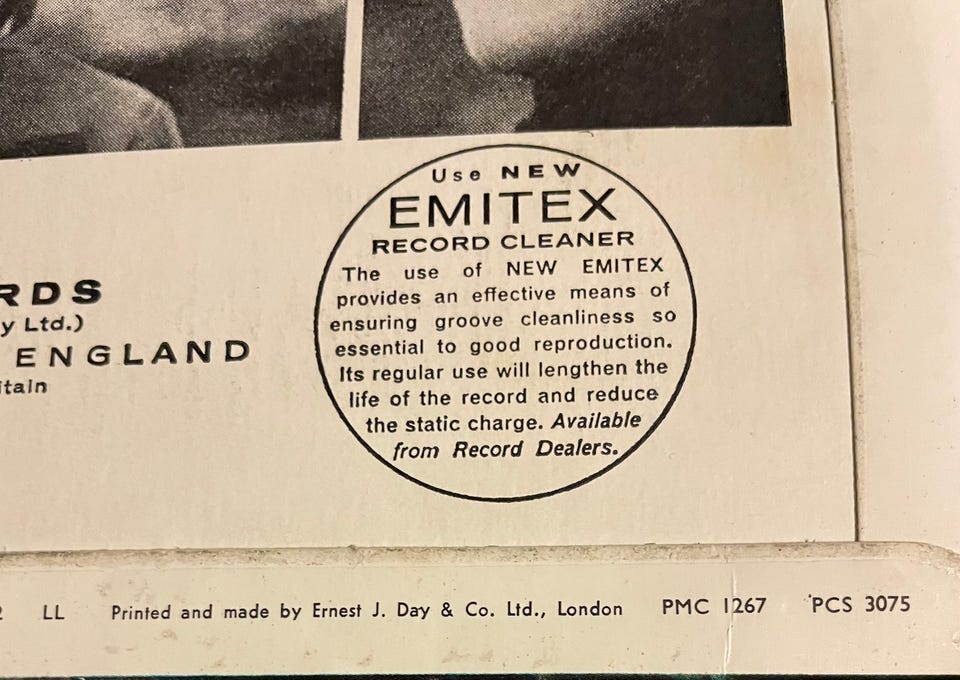 Use NEW
EMITEX
RECORD CLEANER
The use of NEW EMITEX
provides an effective means of
ensuring groove cleanliness so
essential to good reproduction.
Its regular use will lengthen the
life of the record and reduce
the static charge. Available
from Record Dealers.
RDS
y Ltd.)
ENGLAND
itain
2 LL Printed and made by Ernest J. Day & Co. Ltd., London PMC 1267 PCS 3075